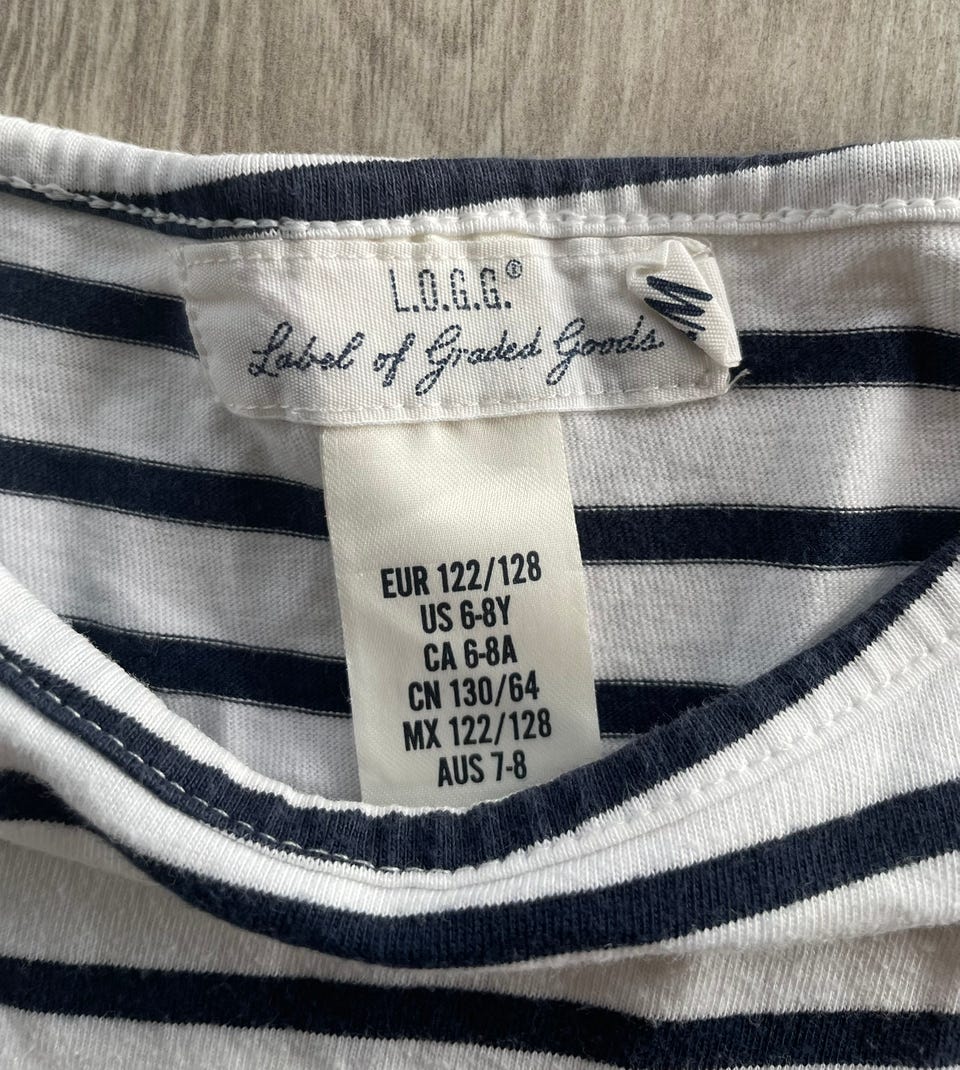 L.O.G.G.®
Label of Graded Goods.
EUR 122/128
US 6-8Y
CA 6-8A
CN 130/64
MX 122/128
AUS 7-8